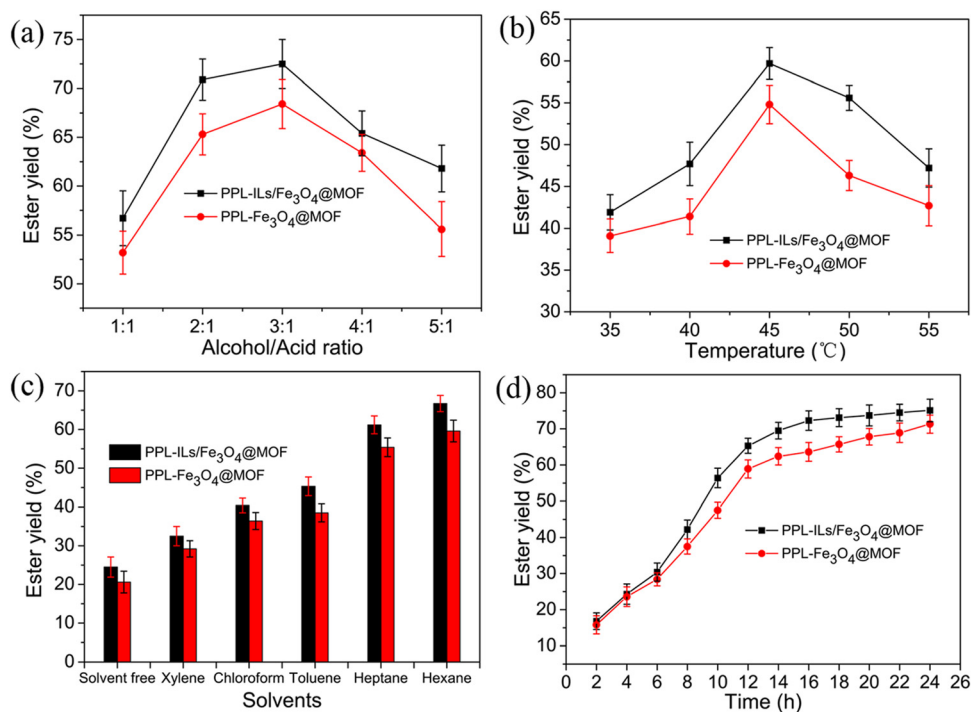 (a)
75
70
65
60
55
50
Ester yield (%)
PPL-ILs/Fe₃O₄@MOF
PPL-Fe₃O₄@MOF
1:1 2:1 3:1 4:1 5:1
Alcohol/Acid ratio
(b)
65
60
55
50
45
40
35
30
Ester yield (%)
PPL-ILs/Fe₃O₄@MOF
PPL-Fe₃O₄@MOF
35 40 45 50 55
Temperature (℃)
(c)
70
60
50
40
30
20
10
0
Ester yield (%)
PPL-ILs/Fe₃O₄@MOF
PPL-Fe₃O₄@MOF
Solvent free Xylene Chloroform Toluene Heptane Hexane
Solvents
(d)
80
70
60
50
40
30
20
10
Ester yield (%)
PPL-ILs/Fe₃O₄@MOF
PPL-Fe₃O₄@MOF
0 2 4 6 8 10 12 14 16 18 20 22 24 26
Time (h)